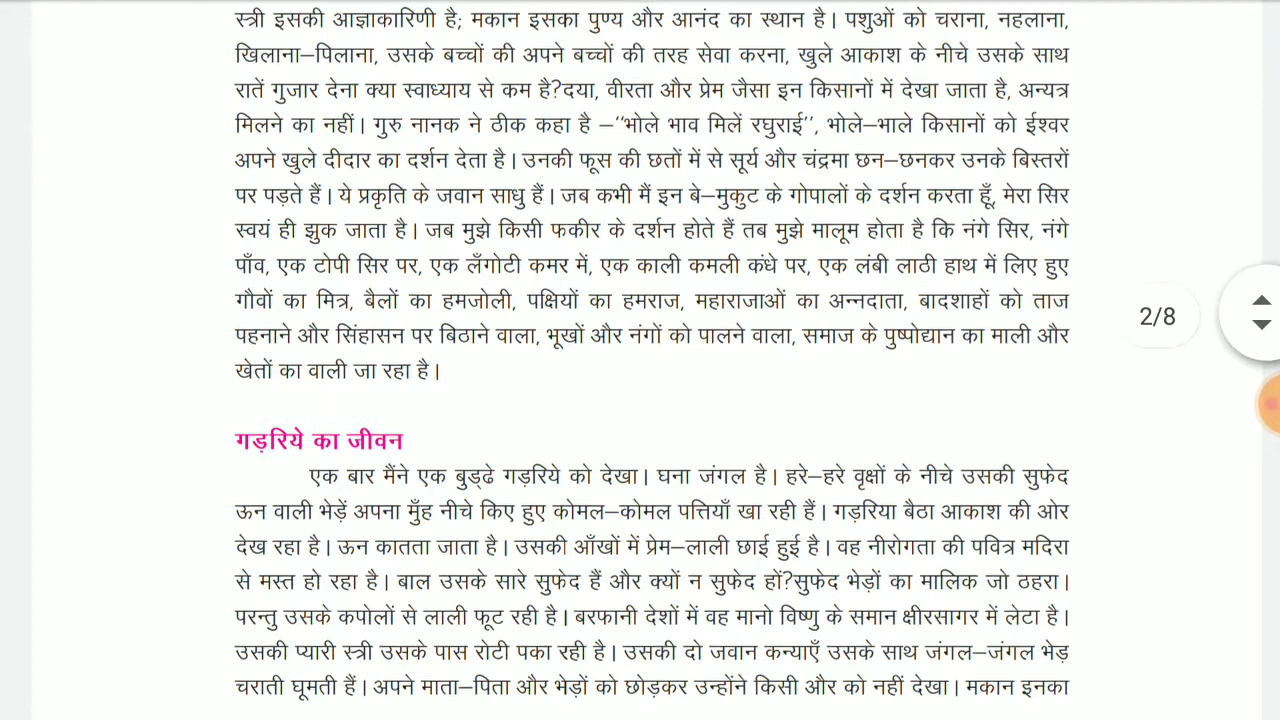 स्त्री इसकी आज्ञाकारिणी है; मकान इसका पुण्य और आनंद का स्थान है। पशुओं को चराना, नहलाना,
खिलाना–पिलाना, उसके बच्चों की अपने बच्चों की तरह सेवा करना, खुले आकाश के नीचे उसके साथ
रातें गुजार देना क्या स्वाध्याय से कम है?दया, वीरता और प्रेम जैसा इन किसानों में देखा जाता है, अन्यत्र
मिलने का नहीं। गुरु नानक ने ठीक कहा है –"भोले भाव मिलें रघुराई", भोले–भाले किसानों को ईश्वर
अपने खुले दीदार का दर्शन देता है। उनकी फूस की छतों में से सूर्य और चंद्रमा छन–छनकर उनके बिस्तरों
पर पड़ते हैं। ये प्रकृति के जवान साधु हैं। जब कभी मैं इन बे–मुकुट के गोपालों के दर्शन करता हूँ, मेरा सिर
स्वयं ही झुक जाता है। जब मुझे किसी फकीर के दर्शन होते हैं तब मुझे मालूम होता है कि नंगे सिर, नंगे
पाँव, एक टोपी सिर पर, एक लँगोटी कमर में, एक काली कमली कंधे पर, एक लंबी लाठी हाथ में लिए हुए
गौवों का मित्र, बैलों का हमजोली, पक्षियों का हमराज, महाराजाओं का अन्नदाता, बादशाहों को ताज
पहनाने और सिंहासन पर बिठाने वाला, भूखों और नंगों को पालने वाला, समाज के पुष्पोद्यान का माली और
खेतों का वाली जा रहा है।
2/8
गड़रिये का जीवन
एक बार मैंने एक बुड्ढे गड़रिये को देखा। घना जंगल है। हरे–हरे वृक्षों के नीचे उसकी सुफेद
ऊन वाली भेड़ें अपना मुँह नीचे किए हुए कोमल–कोमल पत्तियाँ खा रही हैं। गड़रिया बैठा आकाश की ओर
देख रहा है। ऊन कातता जाता है। उसकी आँखों में प्रेम–लाली छाई हुई है। वह नीरोगता की पवित्र मदिरा
से मस्त हो रहा है। बाल उसके सारे सुफेद हैं और क्यों न सुफेद हों?सुफेद भेड़ों का मालिक जो ठहरा।
परन्तु उसके कपोलों से लाली फूट रही है। बरफानी देशों में वह मानो विष्णु के समान क्षीरसागर में लेटा है।
उसकी प्यारी स्त्री उसके पास रोटी पका रही है। उसकी दो जवान कन्याएँ उसके साथ जंगल–जंगल भेड़
चराती घूमती हैं। अपने माता–पिता और भेड़ों को छोड़कर उन्होंने किसी और को नहीं देखा। मकान इनका